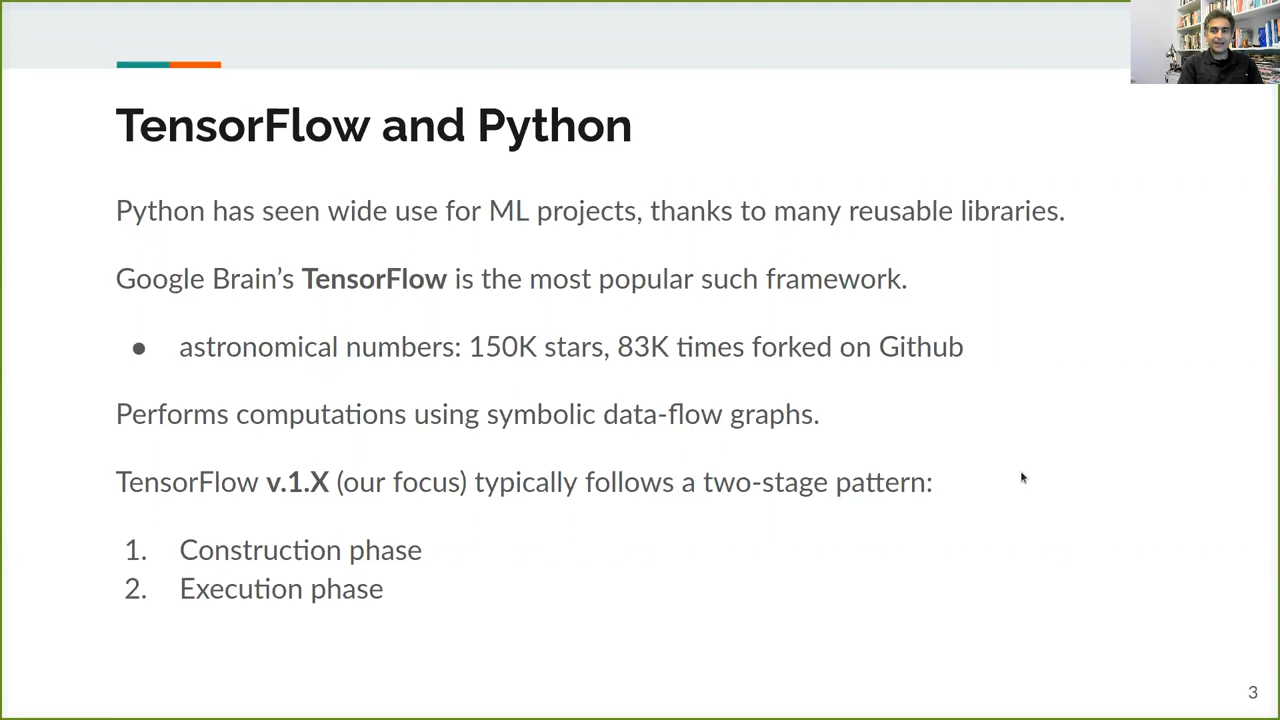 TensorFlow and Python
Python has seen wide use for ML projects, thanks to many reusable libraries.
Google Brain’s TensorFlow is the most popular such framework.
● astronomical numbers: 150K stars, 83K times forked on Github
Performs computations using symbolic data-flow graphs.
TensorFlow v.1.X (our focus) typically follows a two-stage pattern:
1. Construction phase
2. Execution phase
3